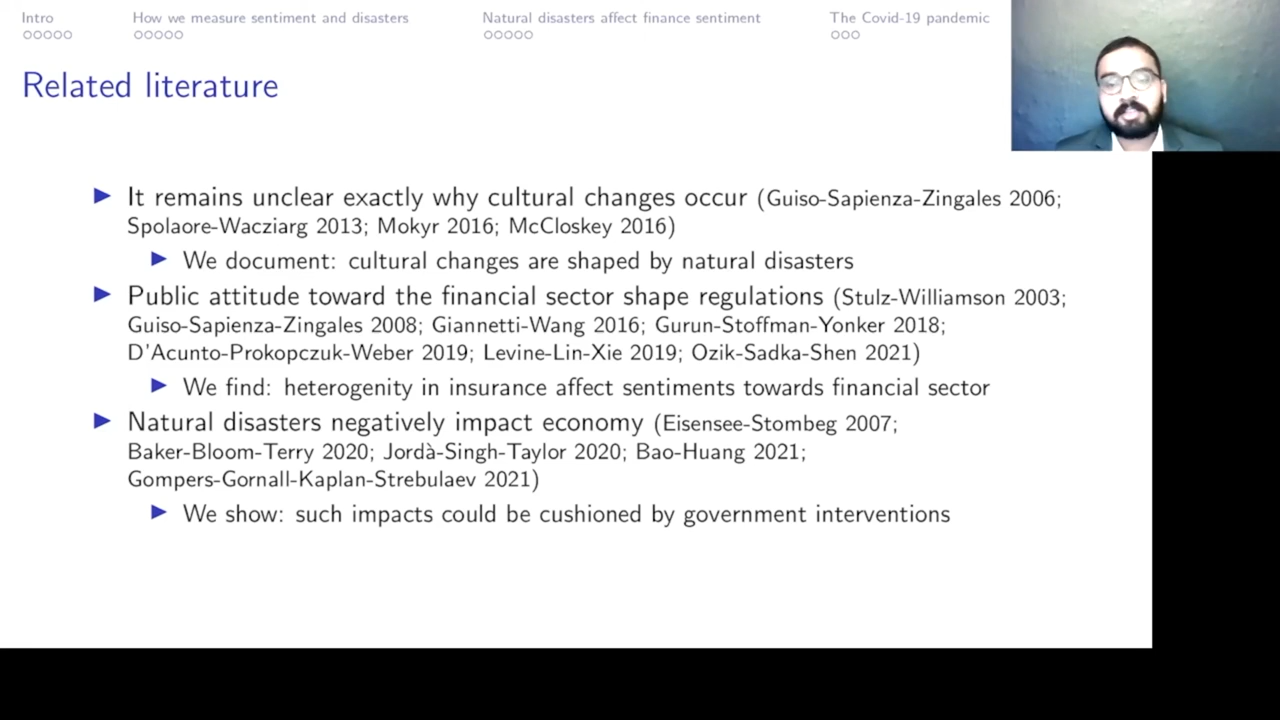 Intro
How we measure sentiment and disasters
Natural disasters affect finance sentiment
The Covid-19 pandemic
Related literature
It remains unclear exactly why cultural changes occur (Guiso-Sapienza-Zingales 2006;
Spolaore-Wacziarg 2013; Mokyr 2016; McCloskey 2016)
We document: cultural changes are shaped by natural disasters
Public attitude toward the financial sector shape regulations (Stulz-Williamson 2003;
Guiso-Sapienza-Zingales 2008; Giannetti-Wang 2016; Gurun-Stoffman-Yonker 2018;
D'Acunto-Prokopczuk-Weber 2019; Levine-Lin-Xie 2019; Ozik-Sadka-Shen 2021)
We find: heterogenity in insurance affect sentiments towards financial sector
Natural disasters negatively impact economy (Eisensee-Stombeg 2007;
Baker-Bloom-Terry 2020; Jordà-Singh-Taylor 2020; Bao-Huang 2021;
Gompers-Gornall-Kaplan-Strebulaev 2021)
We show: such impacts could be cushioned by government interventions